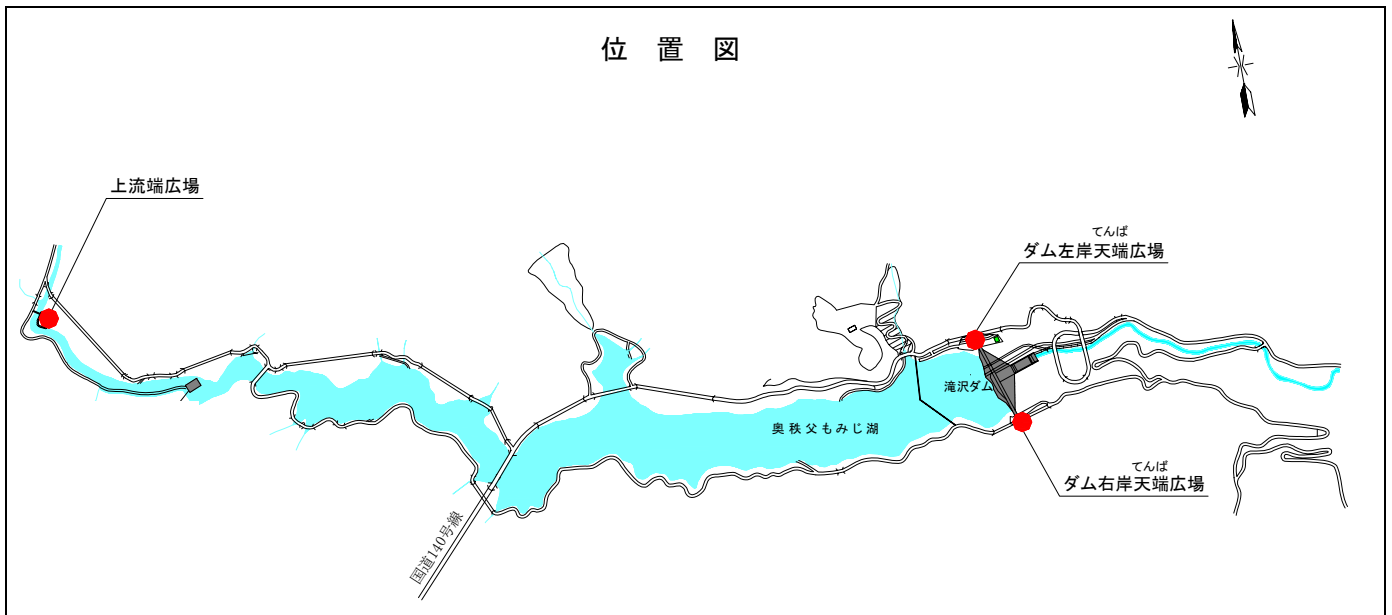 位 置 図
上流端広場
てんば
ダム左岸天端広場
滝沢ダム
奥秩父もみじ湖
てんば
ダム右岸天端広場
国道140号線